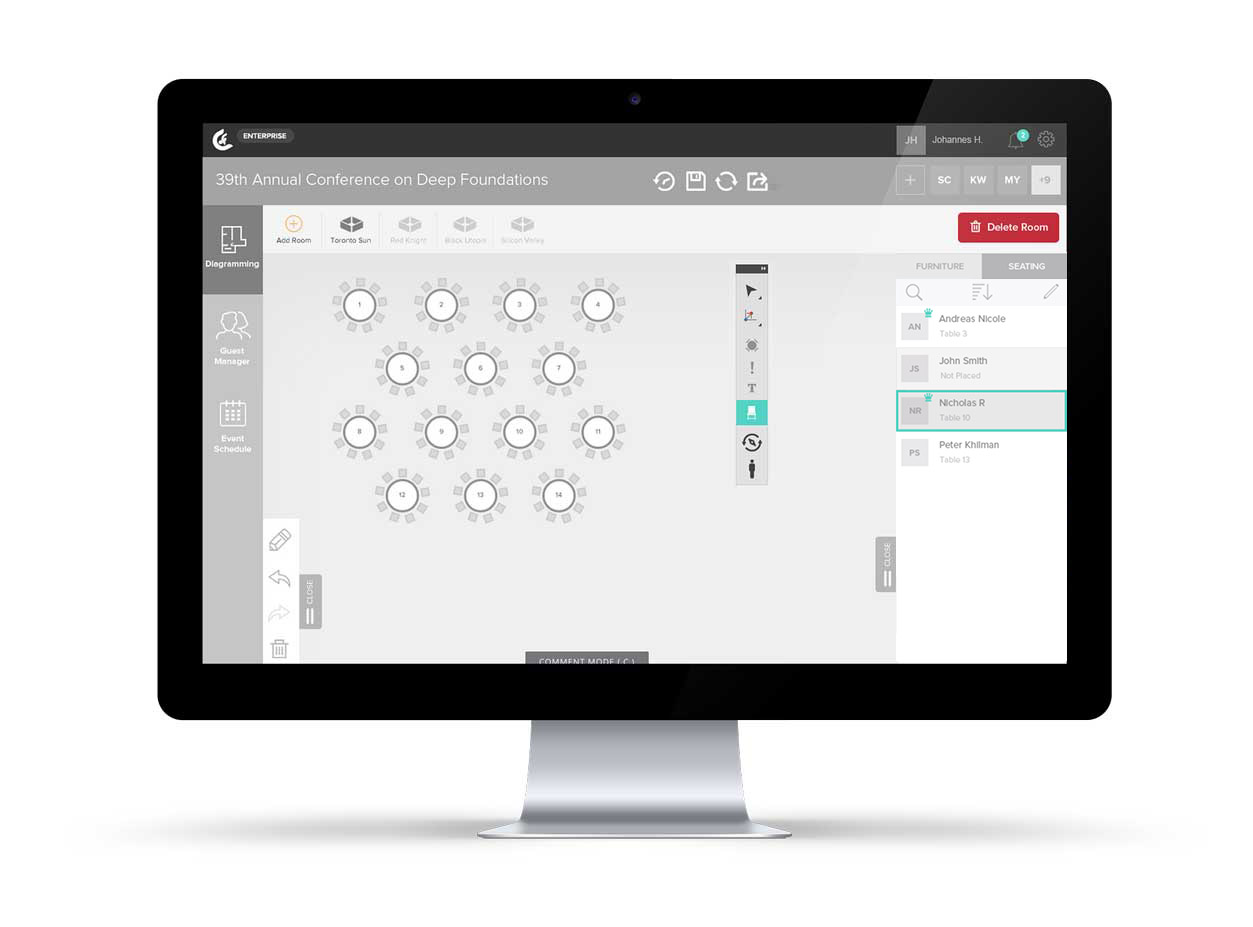 ENTERPRISE
JH
Johannes H.
2
39th Annual Conference on Deep Foundations
+
SC
KW
MY
+9
Diagramming
Guest
Manager
Event
Schedule
Add Room
Toronto Sun
Red Knight
Black Utopia
Silicon Valley
Delete Room
FURNITURE
SEATING
AN
Andreas Nicole
Table 3
JS
John Smith
Not Placed
NR
Nicholas R
Table 10
PS
Peter Khilman
Table 13
1
2
3
4
5
6
7
8
9
10
11
12
13
14
!
T
CLOSE
CLOSE
COMMENT MODE ( C )